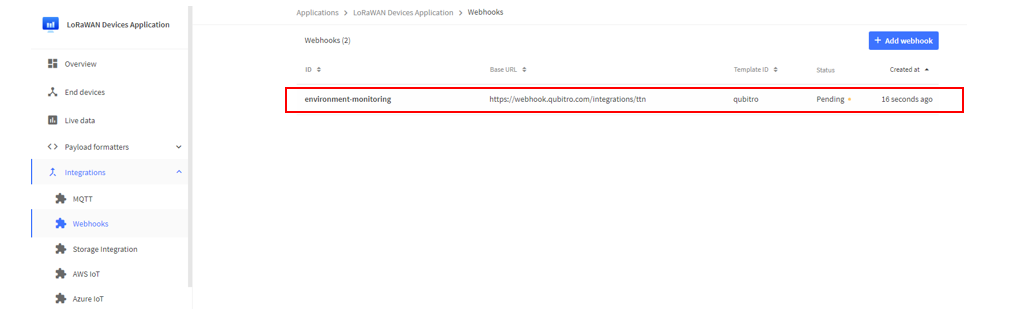 LoRaWAN Devices Application
Overview
End devices
Live data
Payload formatters
Integrations
MQTT
Webhooks
Storage Integration
AWS IoT
Azure IoT
Applications > LoRaWAN Devices Application > Webhooks
Webhooks (2)
+ Add webhook
ID Base URL Template ID Status Created at
environment-monitoring https://webhook.qubitro.com/integrations/ttn qubitro Pending 16 seconds ago